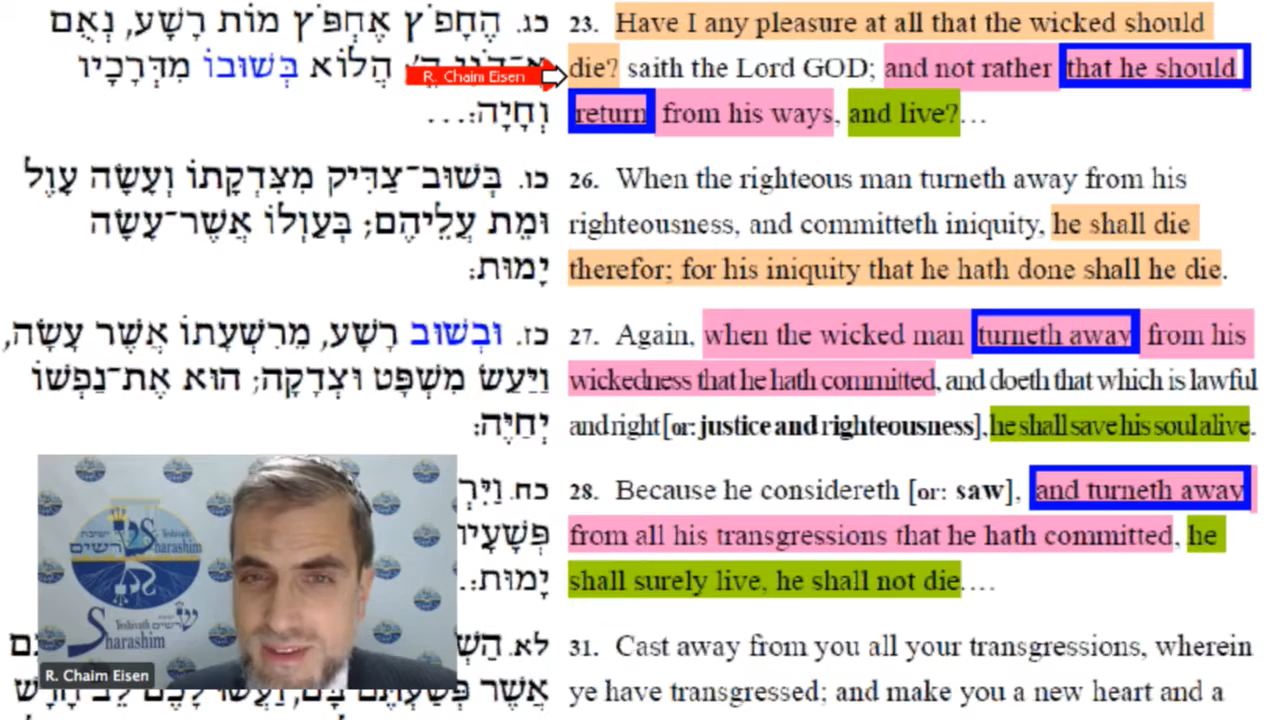 כג. הֶחָפֹץ אֶחְפֹּץ מוֹת רָשָׁע, נְאֻם
הֲלוֹא בְּשׁוּבוֹ מִדְּרָכָיו
וְחָיָה:...
23. Have I any pleasure at all that the wicked should
die? saith the Lord GOD; and not rather that he should
return from his ways, and live?...
R. Chaim Eisen
כו. בְּשׁוּב־צַדִּיק מִצִּדְקָתוֹ וְעָשָׂה עָוֶל
וּמֵת עֲלֵיהֶם; בְּעַוְלוֹ אֲשֶׁר־עָשָׂה
יָמוּת:
26. When the righteous man turneth away from his
righteousness, and committeth iniquity, he shall die
therefor; for his iniquity that he hath done shall he die.
כז. וּבְשׁוּב רָשָׁע, מֵרִשְׁעָתוֹ אֲשֶׁר עָשָׂה,
וַיַּעַשׂ מִשְׁפָּט וּצְדָקָה; הוּא אֶת־נַפְשׁוֹ
יְחַיֶּה:
27. Again, when the wicked man turneth away from his
wickedness that he hath committed, and doeth that which is lawful
and right [or: justice and righteousness], he shall save his soul alive.
כח.
פְּשָׁעָיו
יָמוּת:
28. Because he considereth [or: saw], and turneth away
from all his transgressions that he hath committed, he
shall surely live, he shall not die....
לא.
אֲשֶׁר פְּשַׁעְתֶּם בָּם, וַעֲשׂוּ לָכֶם לֵב חָדָשׁ
31. Cast away from you all your transgressions, wherein
ye have transgressed; and make you a new heart and a
ישיבת
שרשים
Yeshivath
Sharashim
ישיבת שרשים
Yeshivath
Sharashim
R. Chaim Eisen